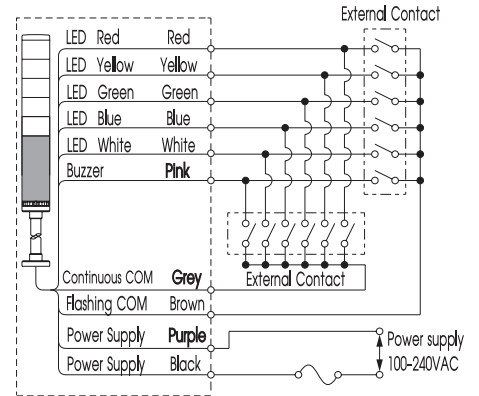 External Contact
LED Red Red
LED Yellow Yellow
LED Green Green
LED Blue Blue
LED White White
Buzzer Pink
External Contact
Continuous COM Grey
Flashing COM Brown
Power Supply Purple
Power Supply Black
Power supply
100-240VAC